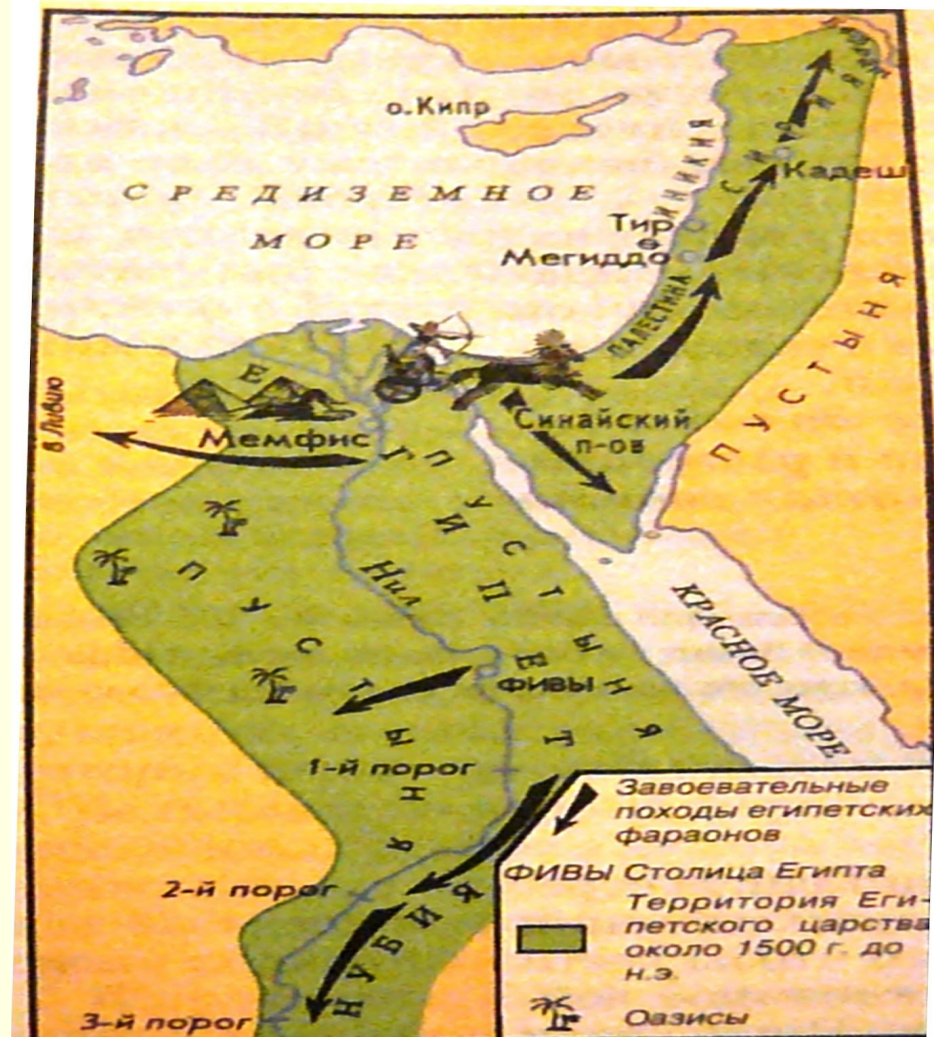 о. Кипр
СРЕДИЗЕМНОЕ
МОРЕ
СИРИЯ
Кадеш
Тир
Мегиддо
ПАЛЕСТИНА
ПУСТЫНЯ
в Ливию
Мемфис
ЕГИПЕТ
Синайский
п-ов
ПУСТЫНЯ
ПУСТЫНЯ
Нил
КРАСНОЕ МОРЕ
ФИВЫ
1-й порог
2-й порог
НУБИЯ
3-й порог
Завоевательные
походы египетских
фараонов
ФИВЫ Столица Египта
Территория Еги-
петского царства
около 1500 г. до
н.э.
Оазисы